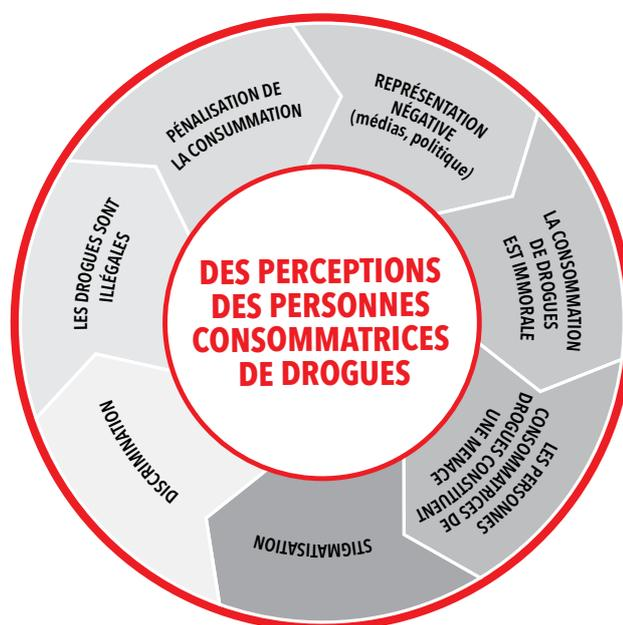 DES PERCEPTIONS
DES PERSONNES
CONSOMMATRICES
DE DROGUES
PÉNALISATION DE
LA CONSUMMATION
REPRÉSENTATION
NÉGATIVE
(médias, politique)
LA CONSOMMATION
DE DROGUES
EST IMMORALE
LES PERSONNES
CONSOMMATRICES DE
DROGUES CONSTITUENT
UNE MENACE
STIGMATISATION
DISCRIMINATION
LES DROGUES SONT
ILLÉGALES